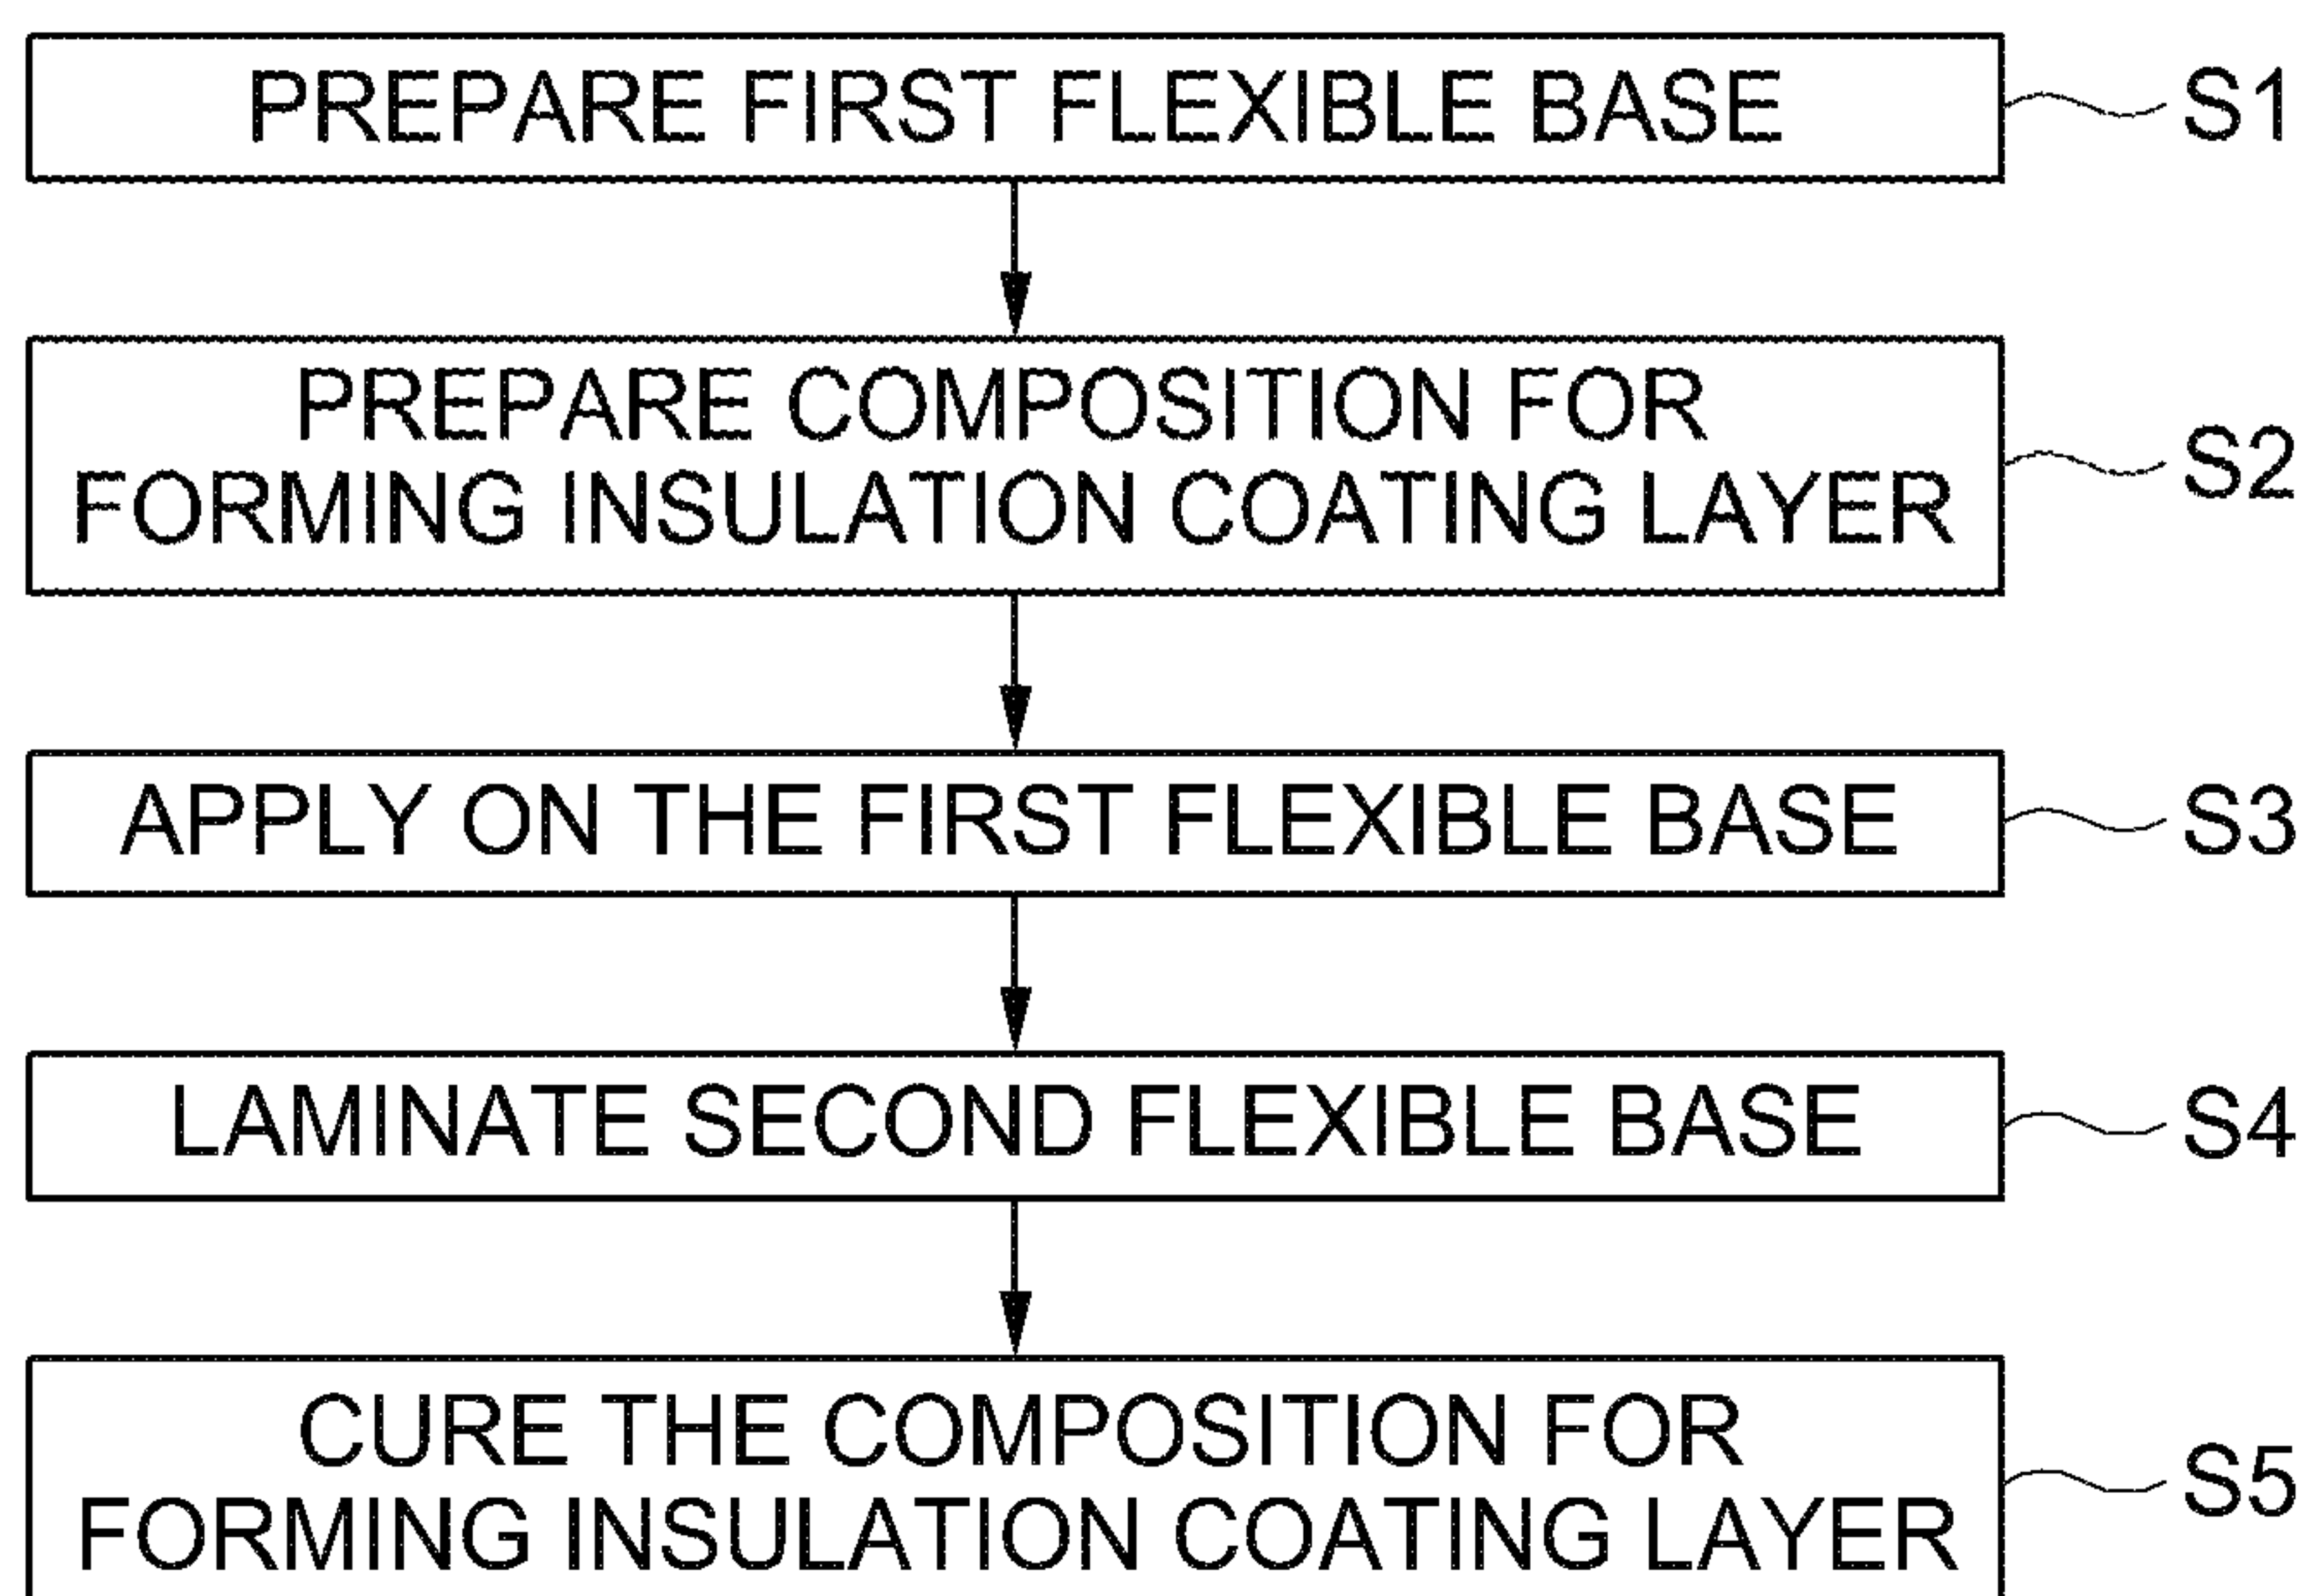 PREPARE FIRST FLEXIBLE BASE
S1
PREPARE COMPOSITION FOR
FORMING INSULATION COATING LAYER
S2
APPLY ON THE FIRST FLEXIBLE BASE
S3
LAMINATE SECOND FLEXIBLE BASE
S4
CURE THE COMPOSITION FOR
FORMING INSULATION COATING LAYER
S5